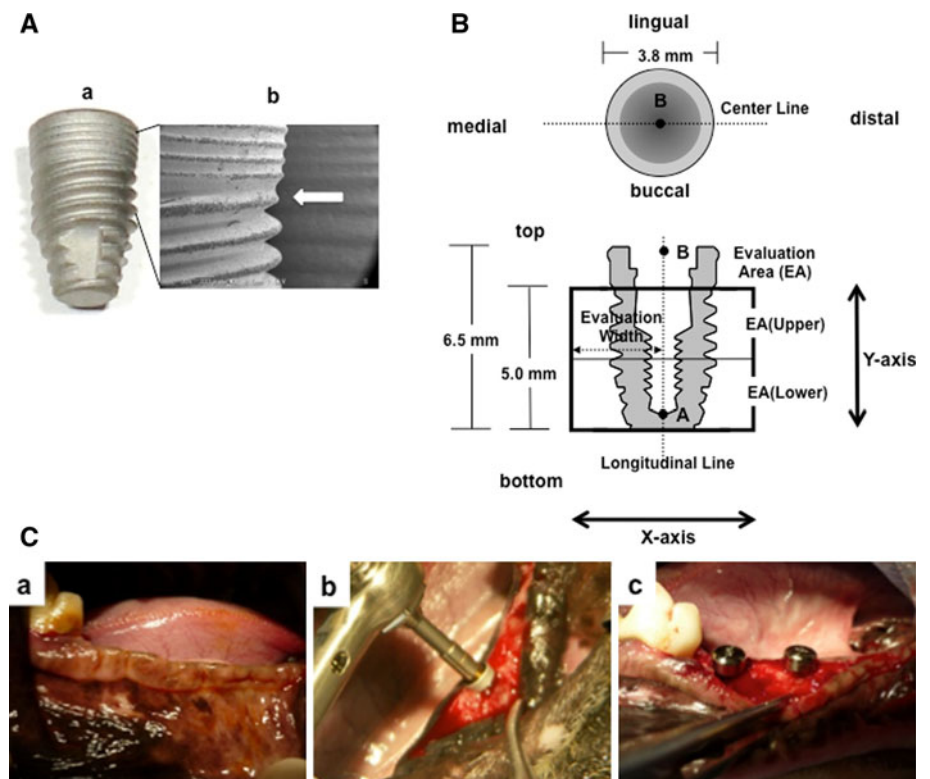 A
a
b
B
lingual
3.8 mm
B
Center Line
medial
distal
buccal
top
B
Evaluation
Area (EA)
Evaluation
Width
EA(Upper)
6.5 mm
5.0 mm
Y-axis
EA(Lower)
A
Longitudinal Line
bottom
X-axis
C
a
b
c